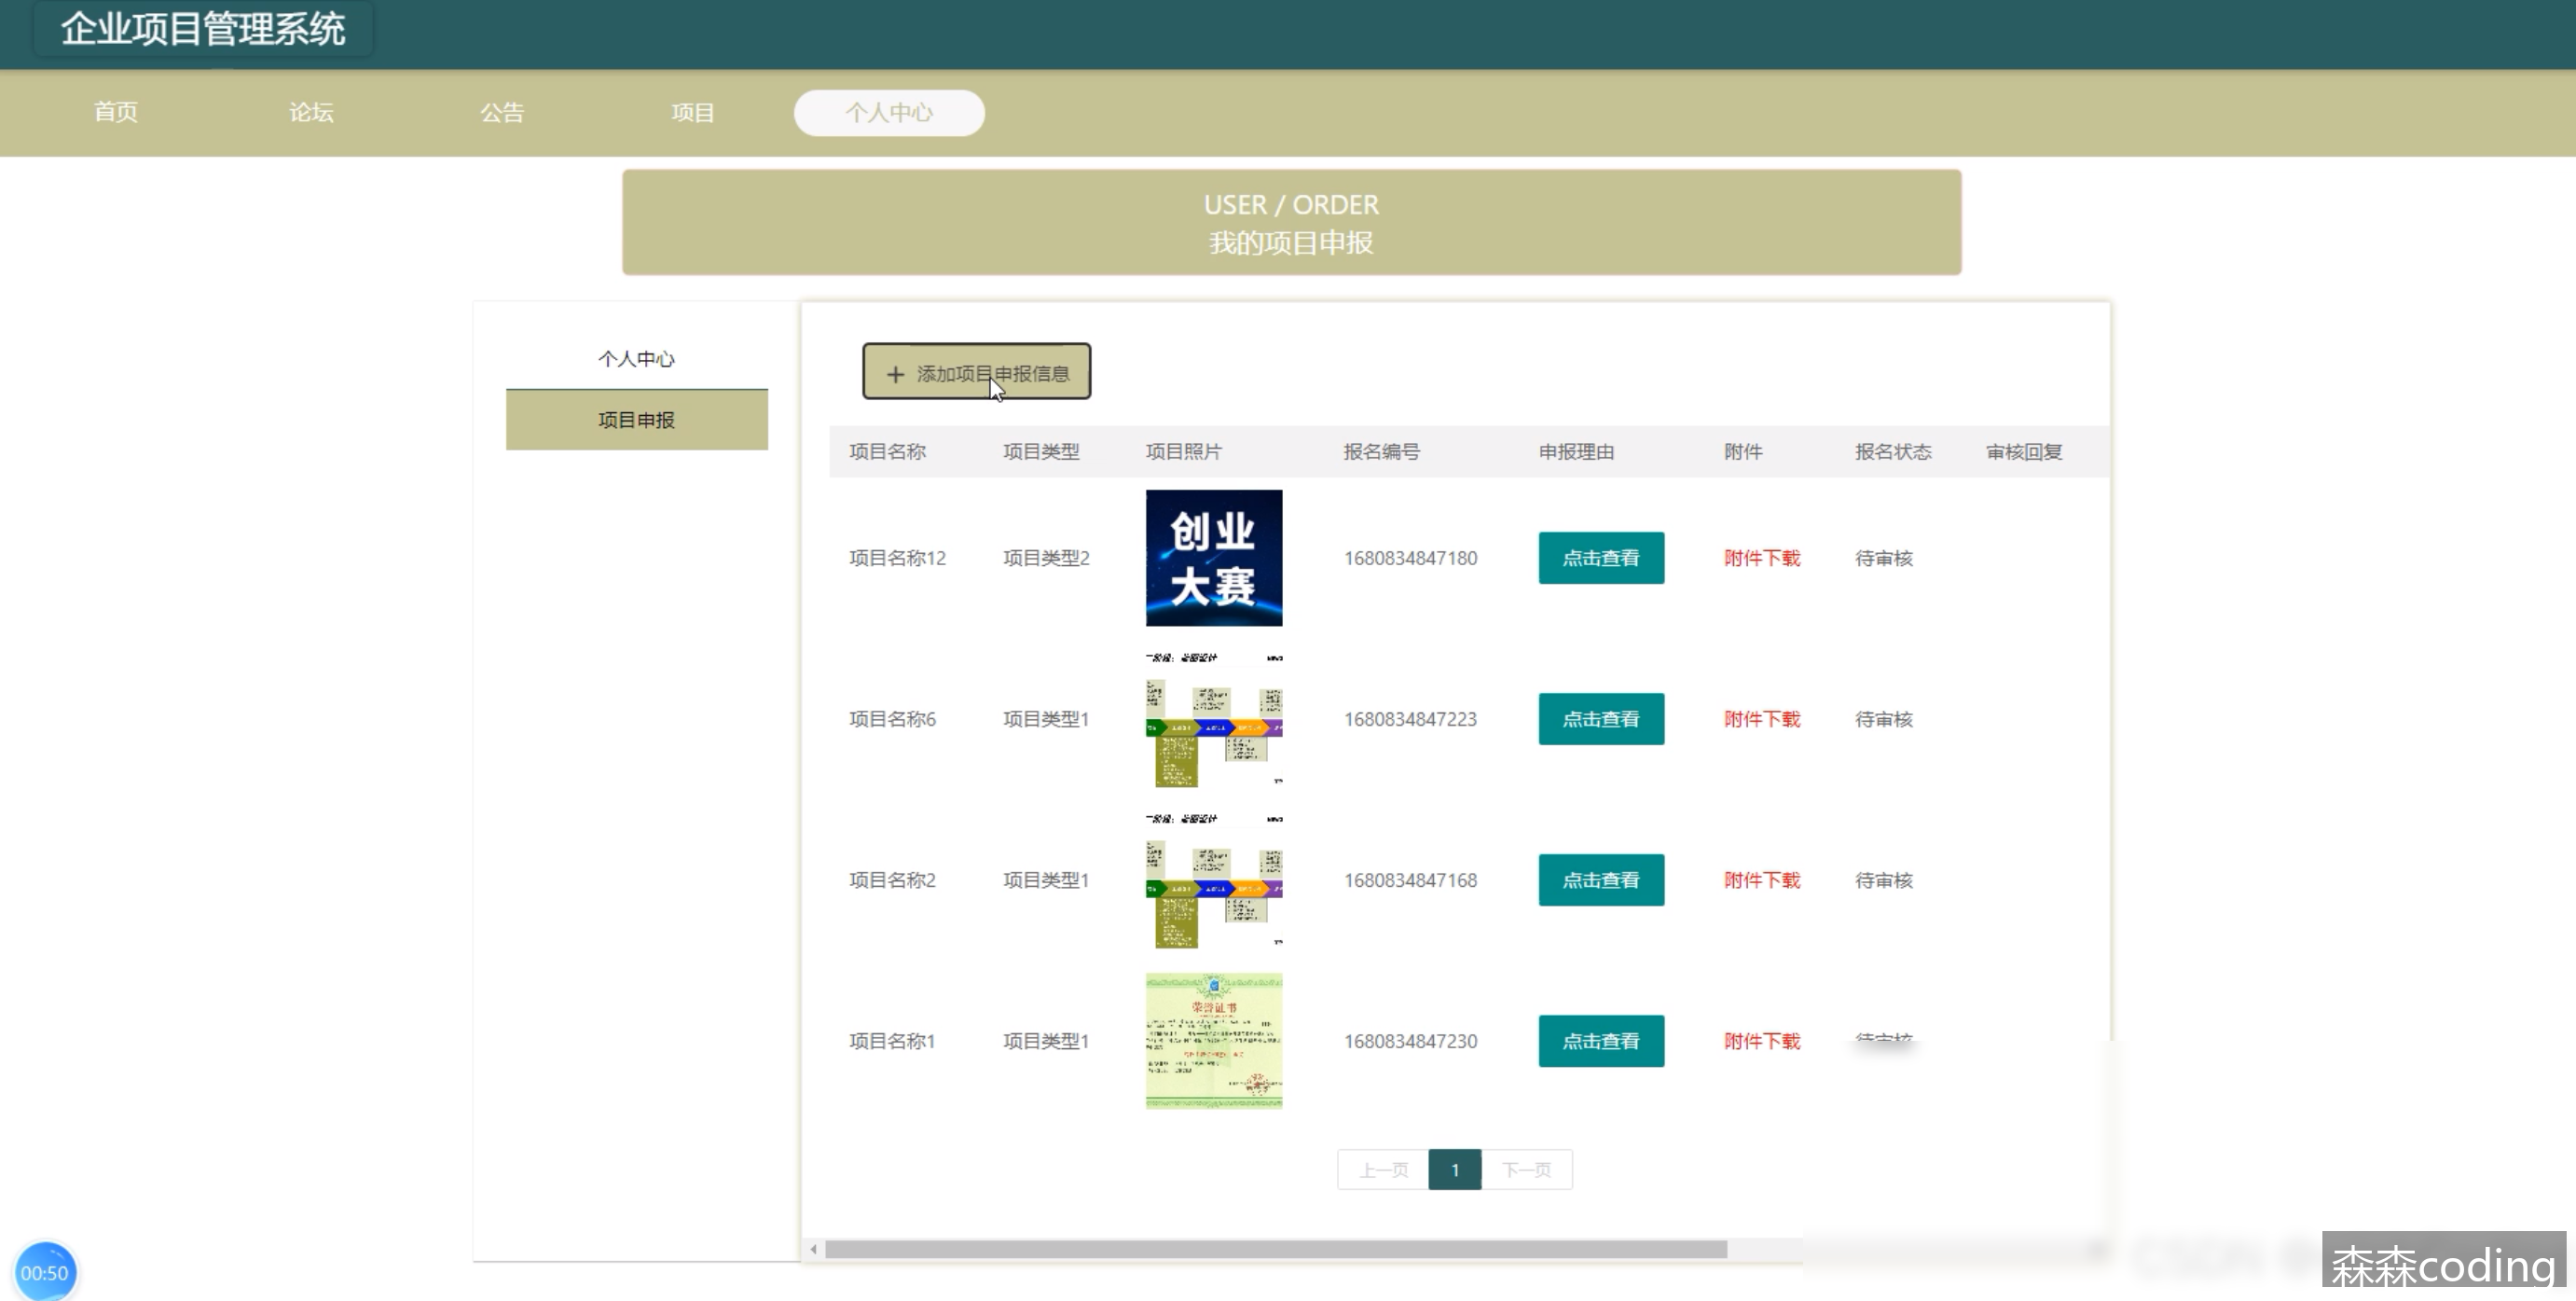 企业项目管理系统
首页 论坛 公告 项目 个人中心
USER / ORDER
我的项目申报
个人中心
项目申报
添加项目申报信息
项目名称 项目类型 项目照片 报名编号 申报理由 附件 报名状态 审核回复
项目名称12 项目类型2 创业大赛 1680834847180 点击查看 附件下载 待审核
项目名称6 项目类型1 1680834847223 点击查看 附件下载 待审核
项目名称2 项目类型1 1680834847168 点击查看 附件下载 待审核
项目名称1 项目类型1 荣誉证书 1680834847230 点击查看 附件下载 待审核
上一页 1 下一页
00:50
森森coding